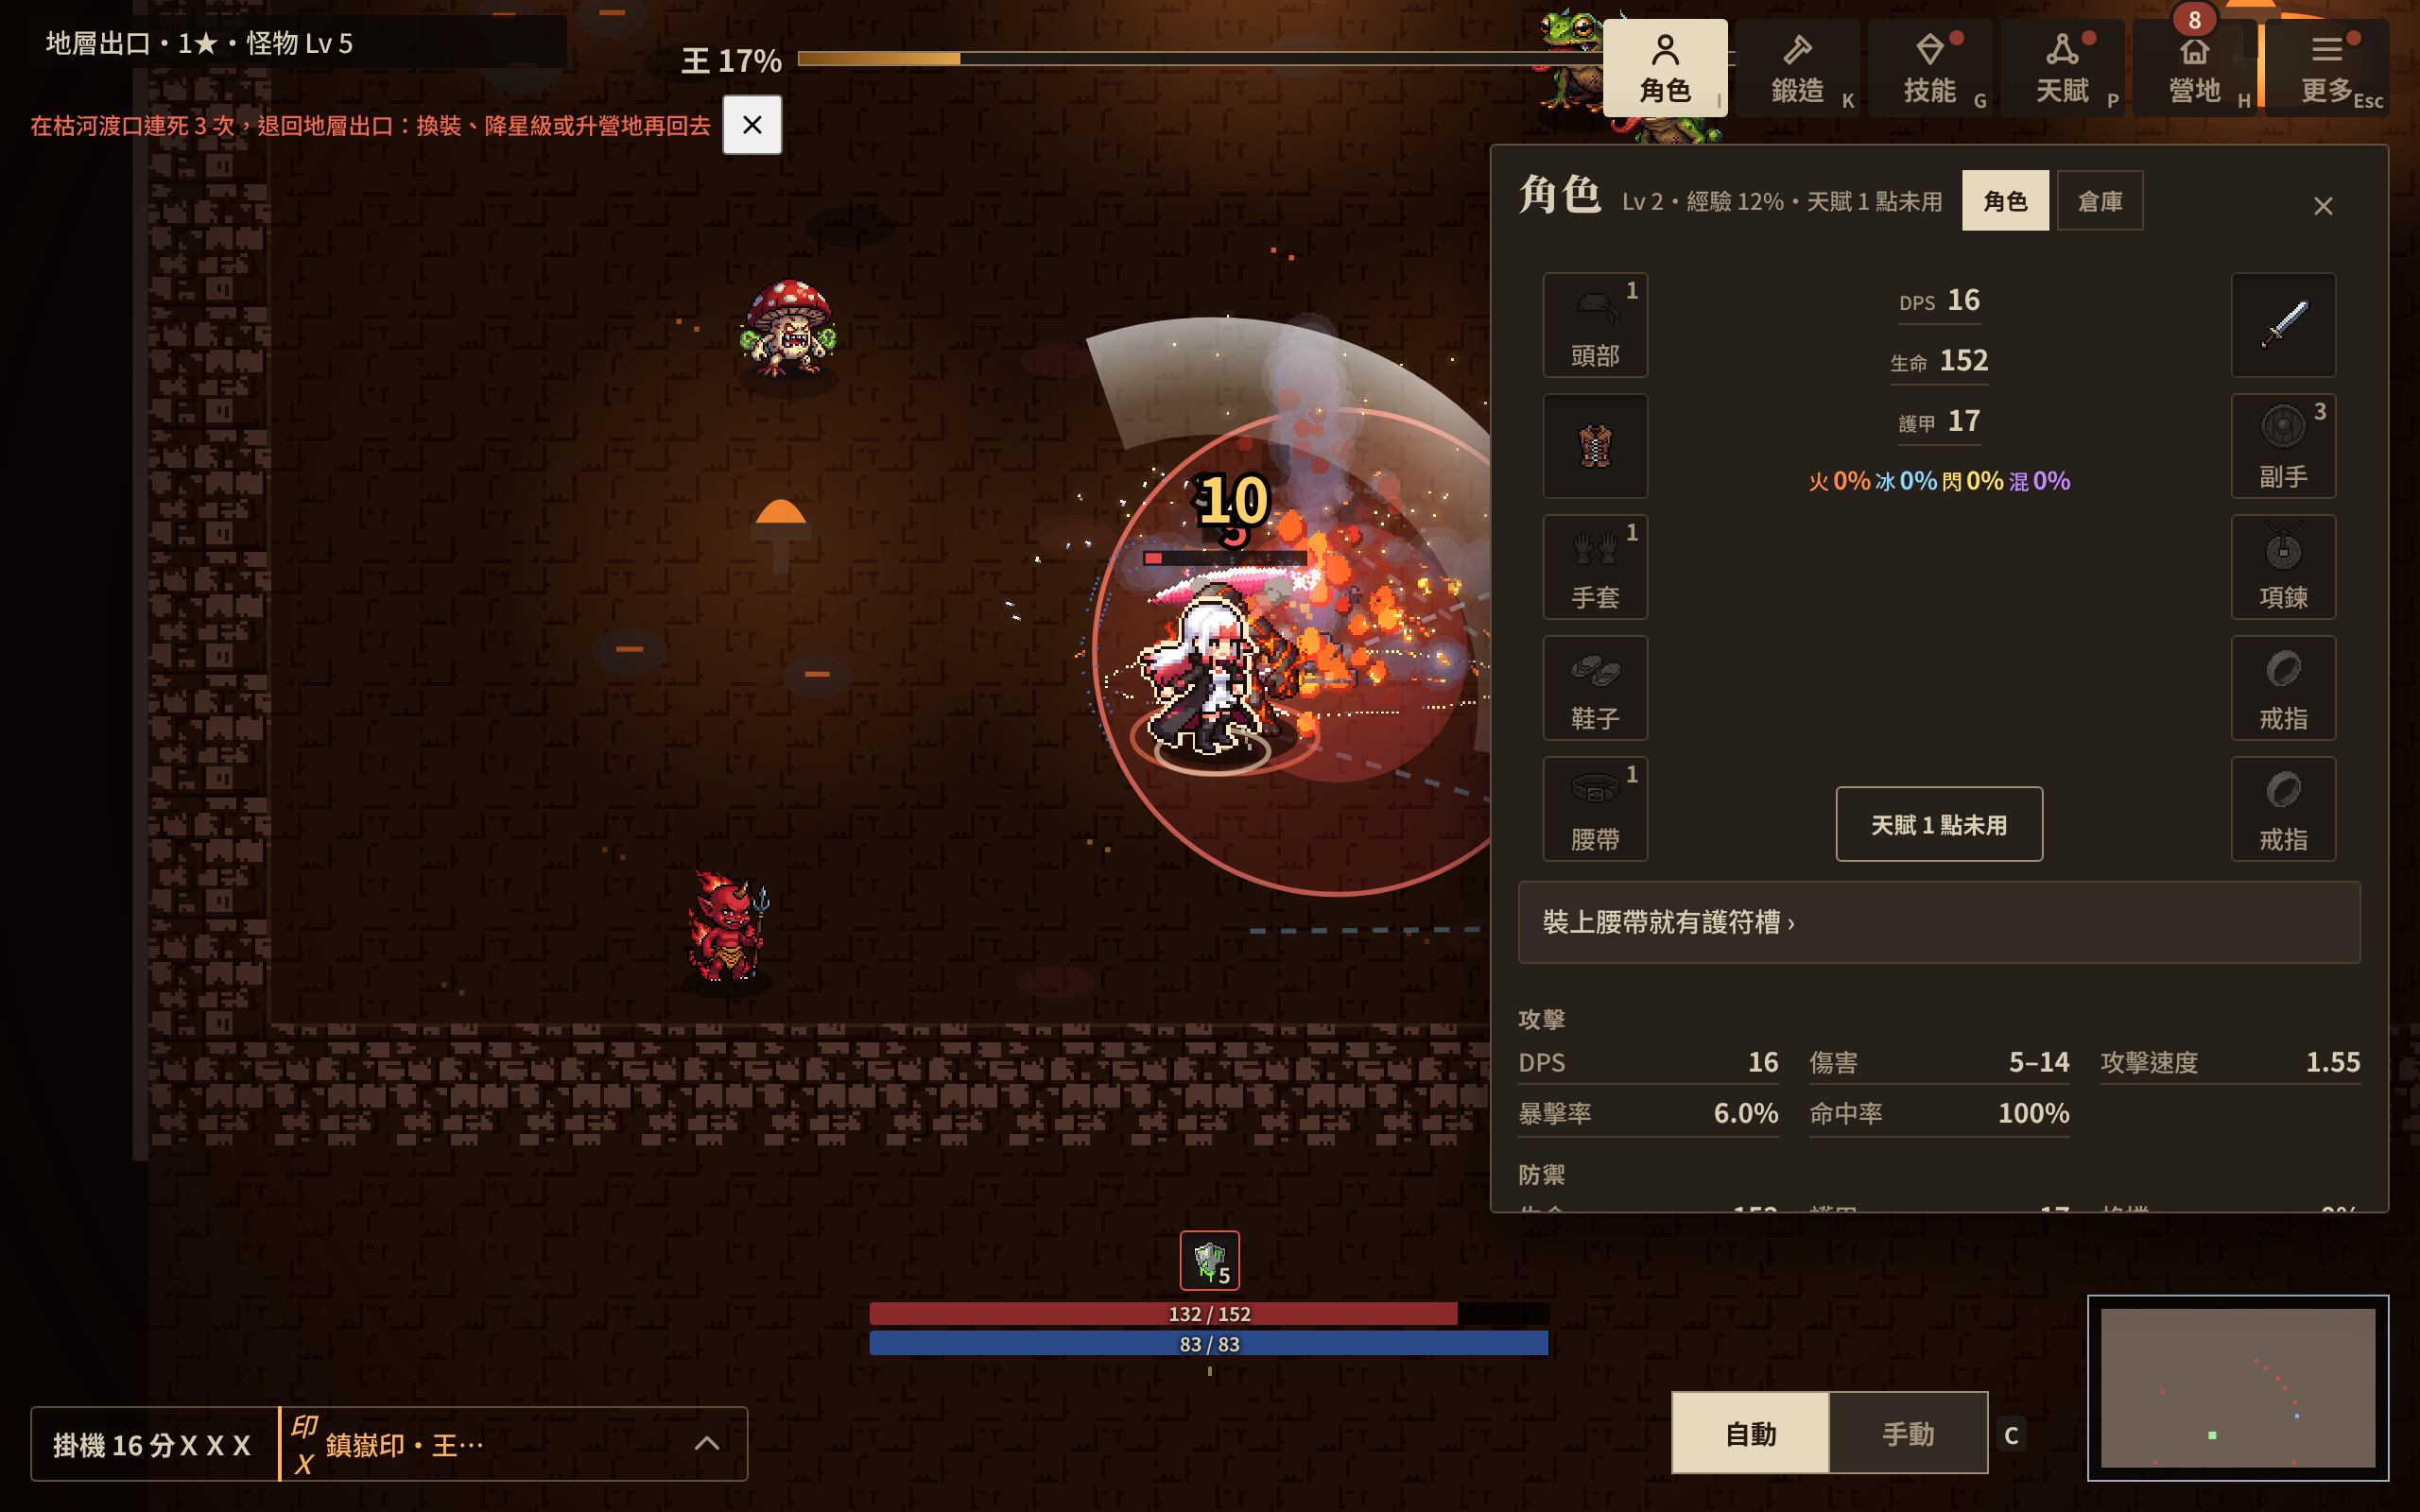 地層出口・1★・怪物 Lv 5
王 17%
在枯河渡口連死 3 次，退回地層出口：換裝、降星級或升營地再回去
角色 I
鍛造 K
技能 G
天賦 P
8
營地 H
更多 Esc
角色 Lv 2・經驗 12%・天賦 1 點未用 角色 倉庫
1
頭部
DPS 16
生命 152
護甲 17
火 0% 冰 0% 閃 0% 混 0%
3
副手
1
手套
項鍊
鞋子
戒指
1
腰帶
天賦 1 點未用
戒指
裝上腰帶就有護符槽 ›
攻擊
DPS 16 傷害 5–14 攻擊速度 1.55
暴擊率 6.0% 命中率 100%
防禦
10
5
5
132 / 152
83 / 83
掛機 16 分 X X X
印 X 鎮嶽印・王⋯
自動 手動 C